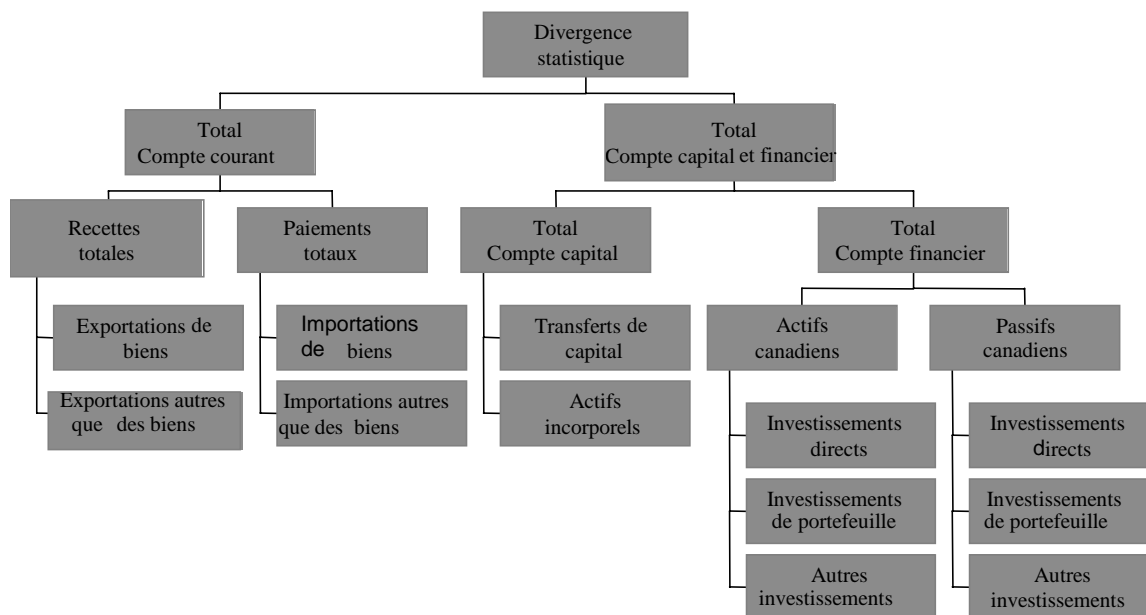 Divergence
statistique
Total
Compte courant
Total
Compte capital et financier
Recettes
totales
Paiements
totaux
Total
Compte capital
Total
Compte financier
Exportations de
biens
Importations
de biens
Transferts de
capital
Actifs
canadiens
Passifs
canadiens
Exportations autres
que des biens
Importations autres
que des biens
Actifs
incorporels
Investissements
directs
Investissements
directs
Investissements
de portefeuille
Investissements
de portefeuille
Autres
investissements
Autres
investissements